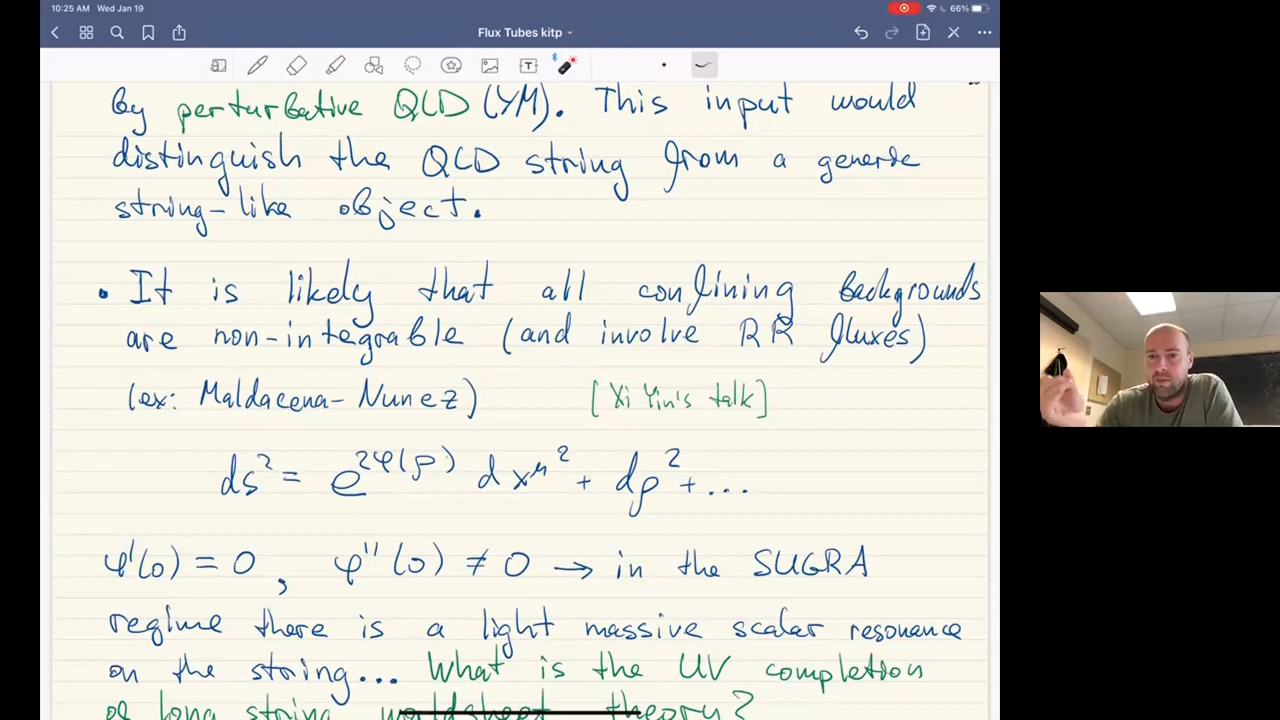 10:25 AM Wed Jan 19
66%
Flux Tubes kitp
by perturbative QCD (YM). This input would
distinguish the QCD string from a generic
string-like object.
• It is likely that all confining backgrounds
are non-integrable (and involve RR fluxes)
(ex: Maldacena-Nunez) [Xi Yin's talk]
ds² = e^{2φ(ρ)} dx^{μ 2} + dρ² + ...
φ'(0) = 0, φ''(0) ≠ 0 → in the SUGRA
regime there is a light massive scalar resonance
on the string... What is the UV completion
of long string worldsheet theory?